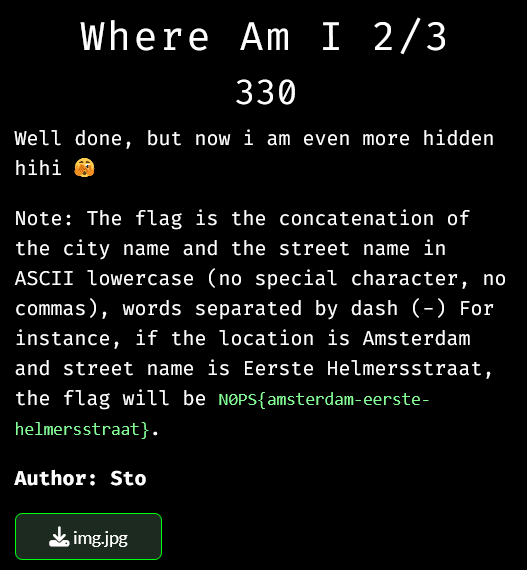 Where Am I 2/3
330
Well done, but now i am even more hidden
hihi 🫣
Note: The flag is the concatenation of
the city name and the street name in
ASCII lowercase (no special character, no
commas), words separated by dash (-) For
instance, if the location is Amsterdam
and street name is Eerste Helmersstraat,
the flag will be N0PS{amsterdam-eerste-
helmersstraat}.
Author: Sto
img.jpg